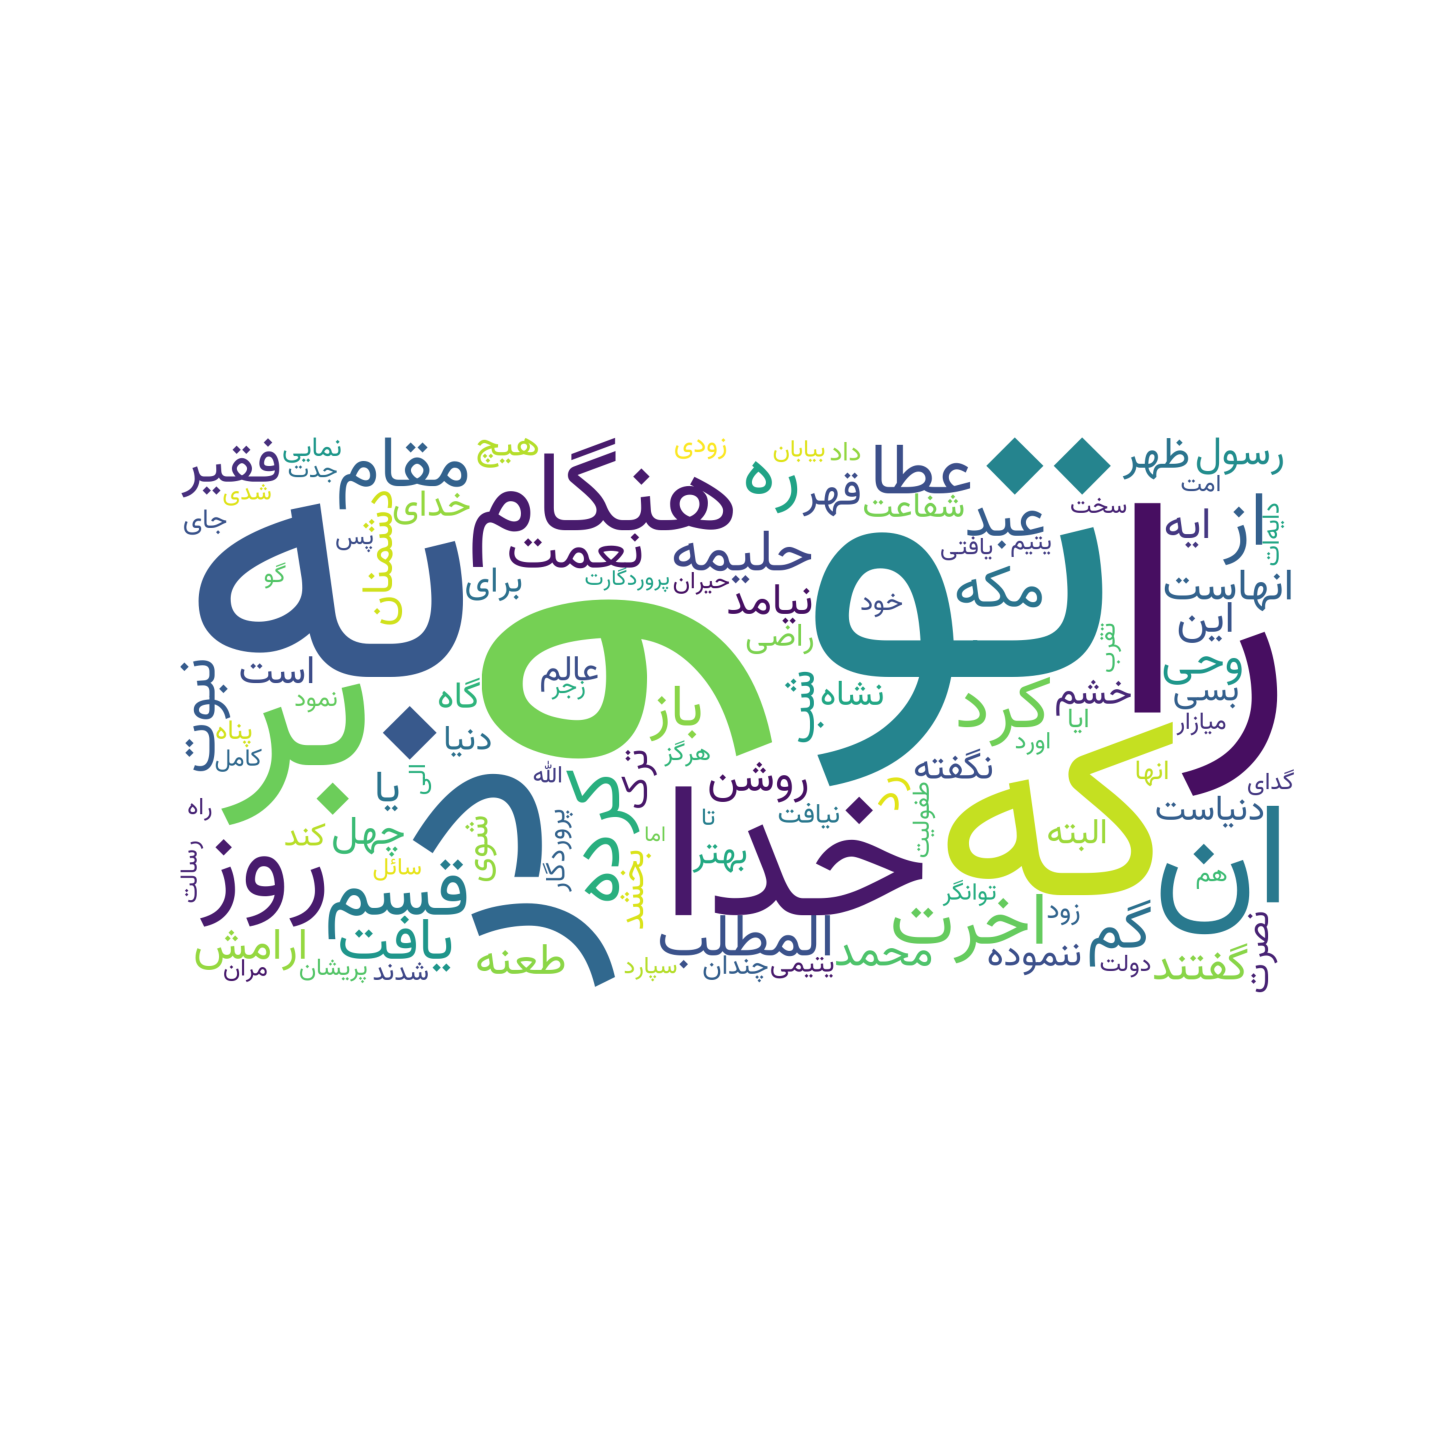 تو
را
به
و
که
خدا
بر
در
هنگام
ان
روز
از
عطا
مقام
فقیر
قسم
یافت
کرد
کرده
اخرت
گم
المطلب
محمد
نعمت
حلیمه
عبد
مکه
ره
قهر
رسول
ظهر
امت
ایه
دایه‌ات
انهاست
این
وحی
بسی
میازار
گدای
دنیاست
انها
البته
هم
نصرت
گفتند
دولت
زود
ننموده
توانگر
نگفته
اورد
ایا
خشم
تقرب
سخت
یتیم
یافتی
شفاعت
داد
بیابان
زودی
هیچ
نمایی
جدت
شدی
جای
خدای
دشمنان
پس
گو
برای
پروردگارت
حیران
نیامد
راضی
خود
نشاه
شب
باز
هرگز
عالم
زجر
گاه
دنیا
است
نمود
نبوت
پناه
کامل
یا
الی
راه
رسالت
کند
چهل
سائل
شوی
الله
پروردگار
ترک
روشن
تا
اما
بهتر
بخشد
نیافت
رد
طفولیت
ارامش
مران
پریشان
شدند
طعنه
سپارد
چندان
یتیمی